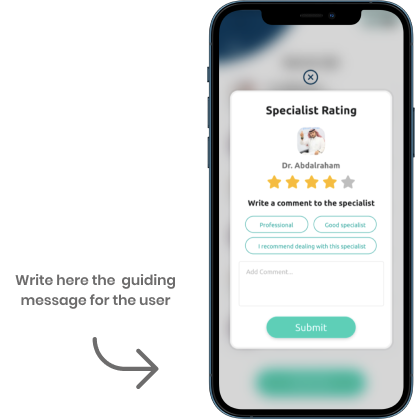 Specialist Rating
Dr. Abdalraham
Write a comment to the specialist
Professional
Good specialist
I recommend dealing with this specialist
Add Comment...
Submit
Write here the guiding
message for the user